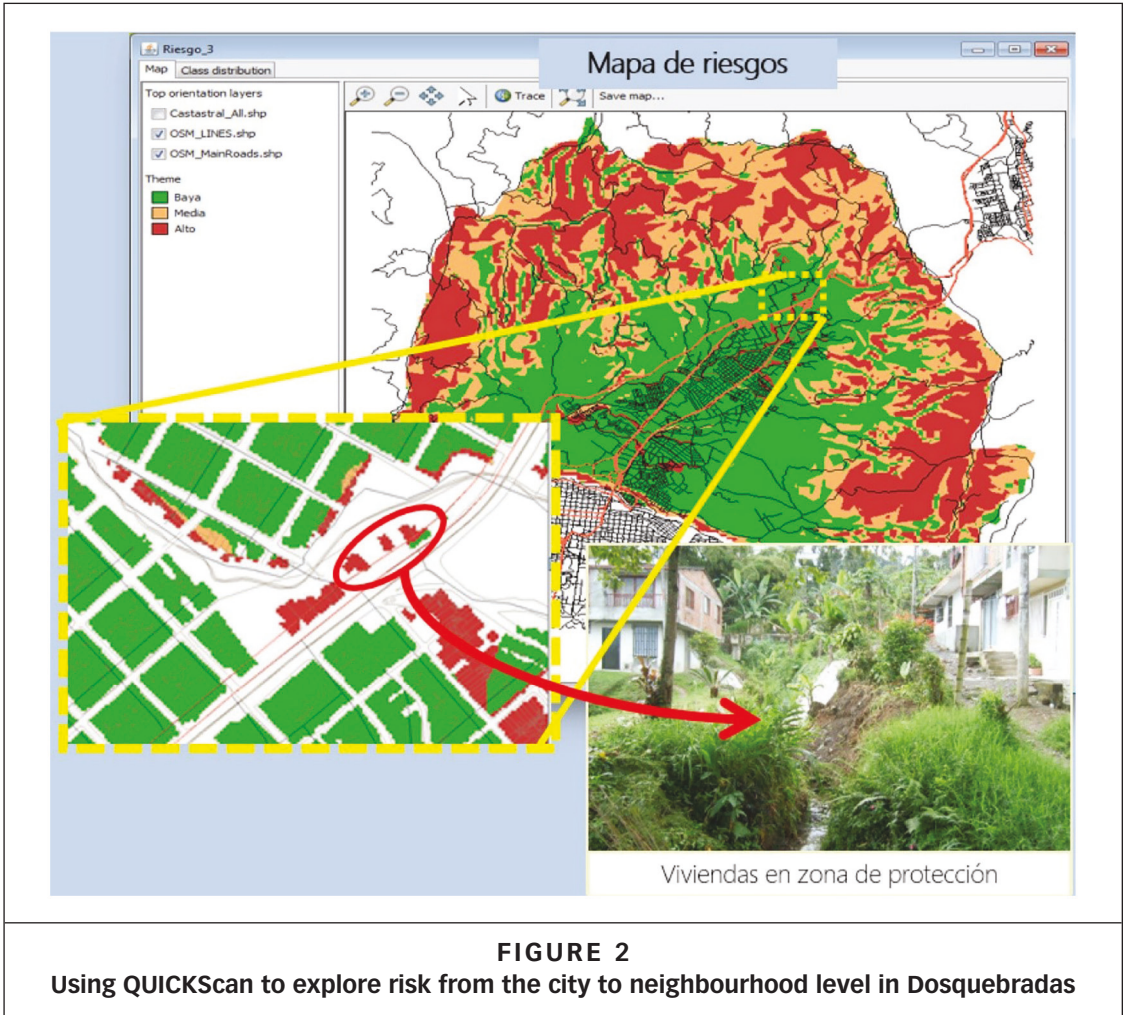 Riesgo_3
Mapa de riesgos
Map
Class distribution
Top orientation layers
Castastral_All.shp
OSM_LINES.shp
OSM_MainRoads.shp
Theme
Baya
Media
Alto
Trace
Save map...
Viviendas en zona de protección
FIGURE 2
Using QUICKScan to explore risk from the city to neighbourhood level in Dosquebradas